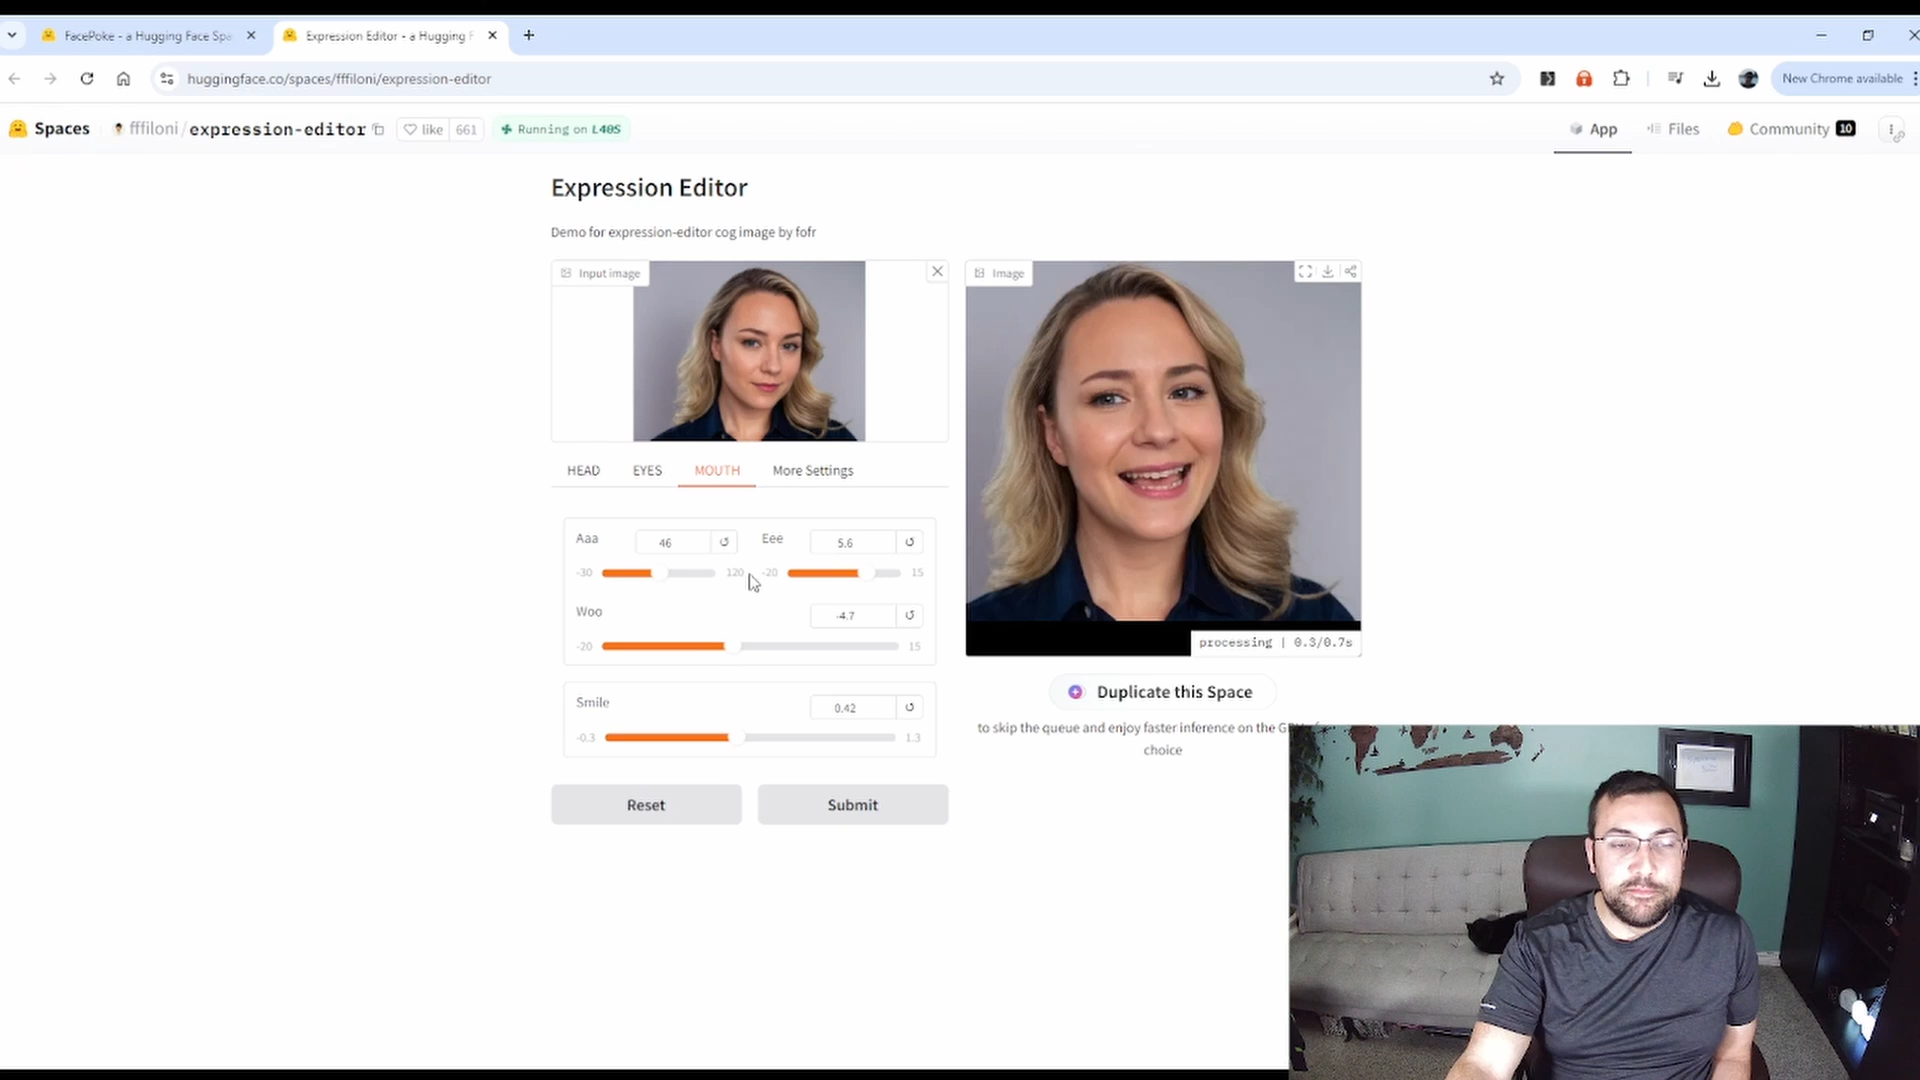 FacePoke - a Hugging Face Spa
Expression Editor - a Hugging F
huggingface.co/spaces/fffiloni/expression-editor
New Chrome available
Spaces
fffiloni/expression-editor
like 661
Running on L40S
App
Files
Community 10
Expression Editor
Demo for expression-editor cog image by fofr
Input image
Image
HEAD
EYES
MOUTH
More Settings
Aaa
46
Eee
5.6
-30
120
-20
15
Woo
-4.7
-20
15
Smile
0.42
-0.3
1.3
processing | 0.3/0.7s
Reset
Submit
Duplicate this Space
to skip the queue and enjoy faster inference on the
choice